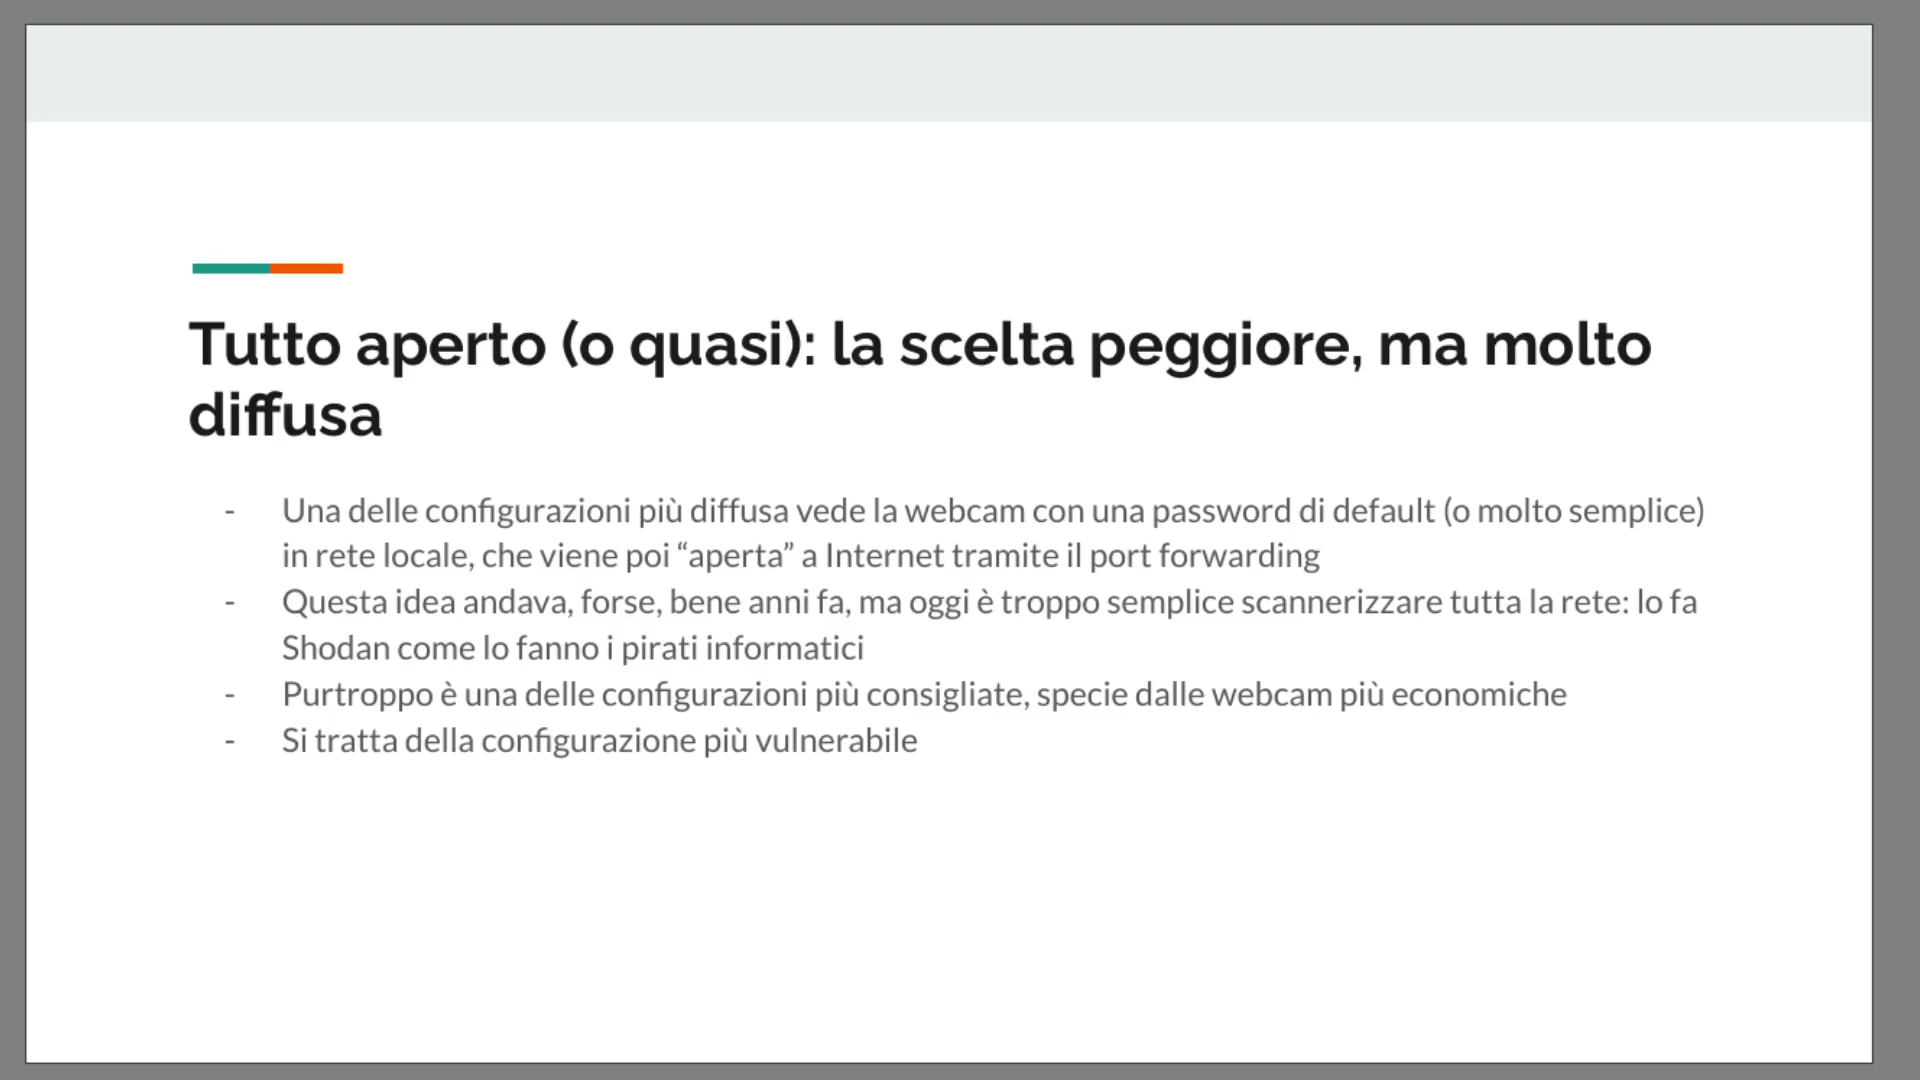 Tutto aperto (o quasi): la scelta peggiore, ma molto
diffusa
- Una delle configurazioni più diffusa vede la webcam con una password di default (o molto semplice)
in rete locale, che viene poi “aperta” a Internet tramite il port forwarding
- Questa idea andava, forse, bene anni fa, ma oggi è troppo semplice scannerizzare tutta la rete: lo fa
Shodan come lo fanno i pirati informatici
- Purtroppo è una delle configurazioni più consigliate, specie dalle webcam più economiche
- Si tratta della configurazione più vulnerabile